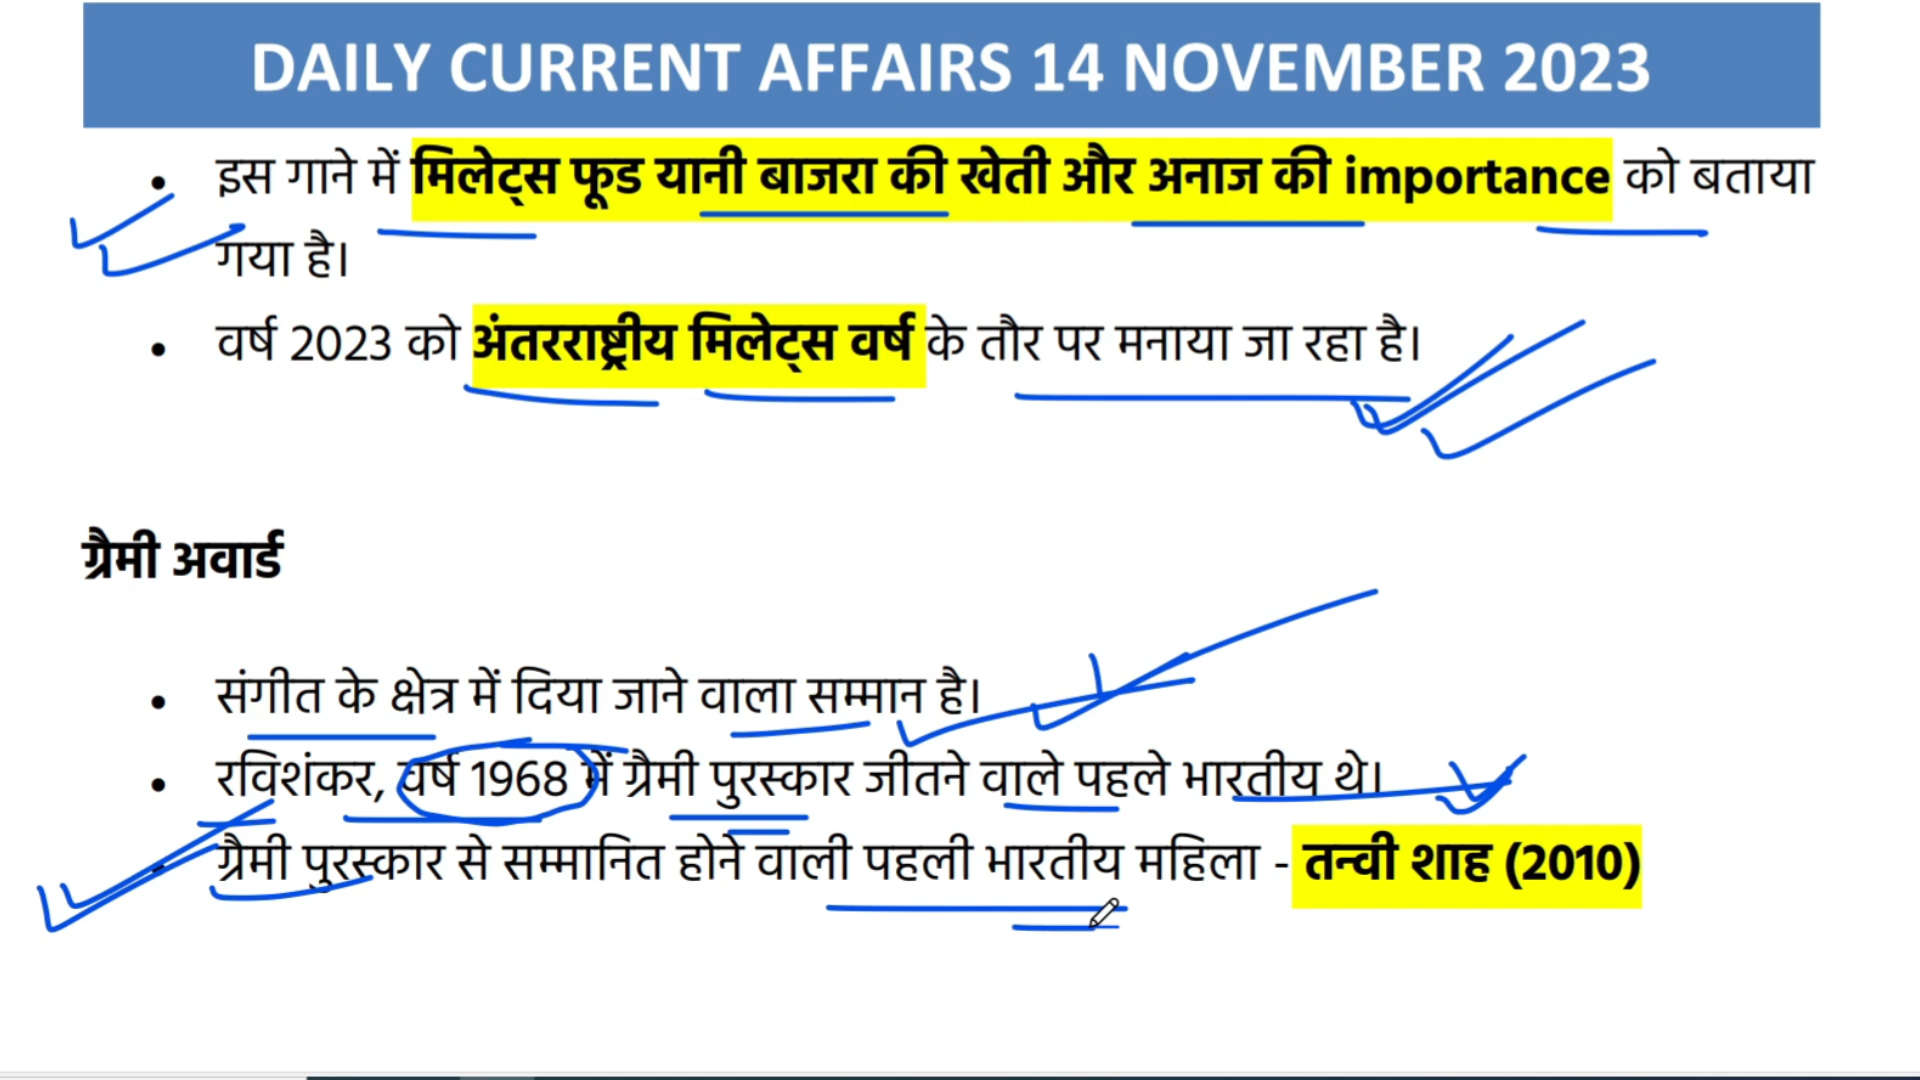 DAILY CURRENT AFFAIRS 14 NOVEMBER 2023
• इस गाने में मिलेट्स फूड यानी बाजरा की खेती और अनाज की importance को बताया
गया है।
• वर्ष 2023 को अंतरराष्ट्रीय मिलेट्स वर्ष के तौर पर मनाया जा रहा है।
ग्रैमी अवार्ड
• संगीत के क्षेत्र में दिया जाने वाला सम्मान है।
• रविशंकर, वर्ष 1968 में ग्रैमी पुरस्कार जीतने वाले पहले भारतीय थे।
• ग्रैमी पुरस्कार से सम्मानित होने वाली पहली भारतीय महिला - तन्वी शाह (2010)